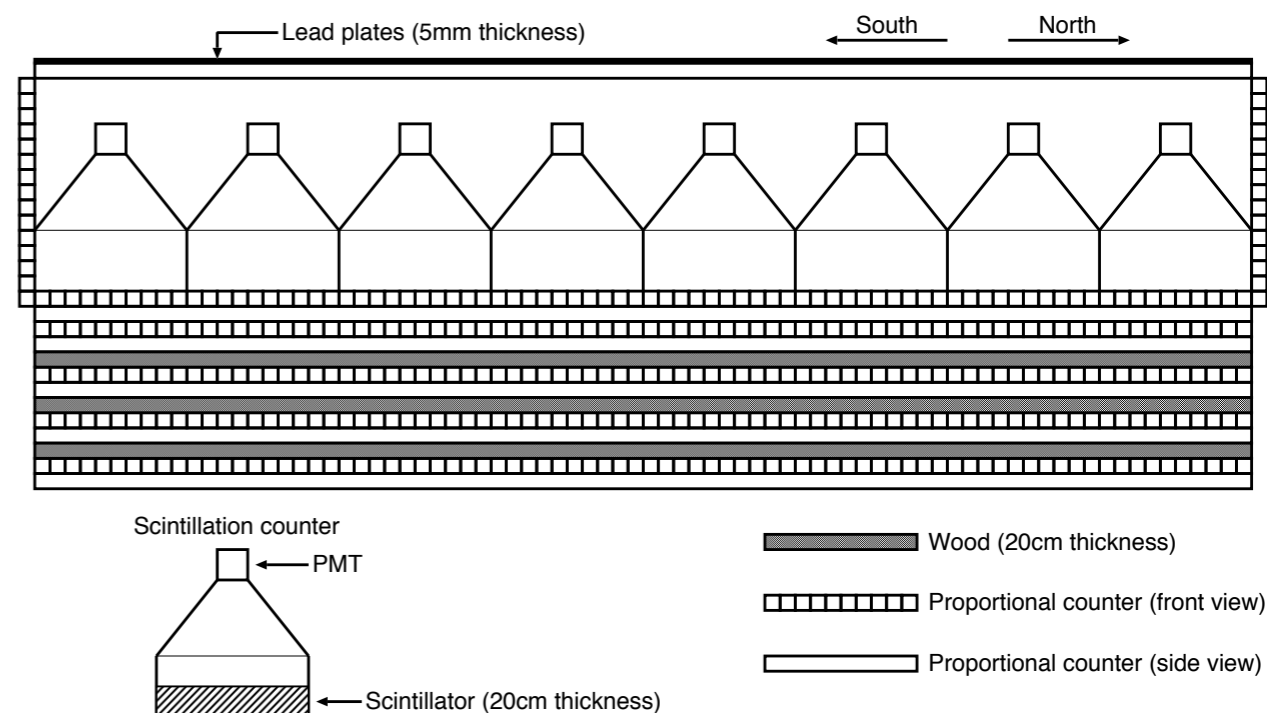 Lead plates (5mm thickness)
South
North
Scintillation counter
PMT
Scintillator (20cm thickness)
Wood (20cm thickness)
Proportional counter (front view)
Proportional counter (side view)